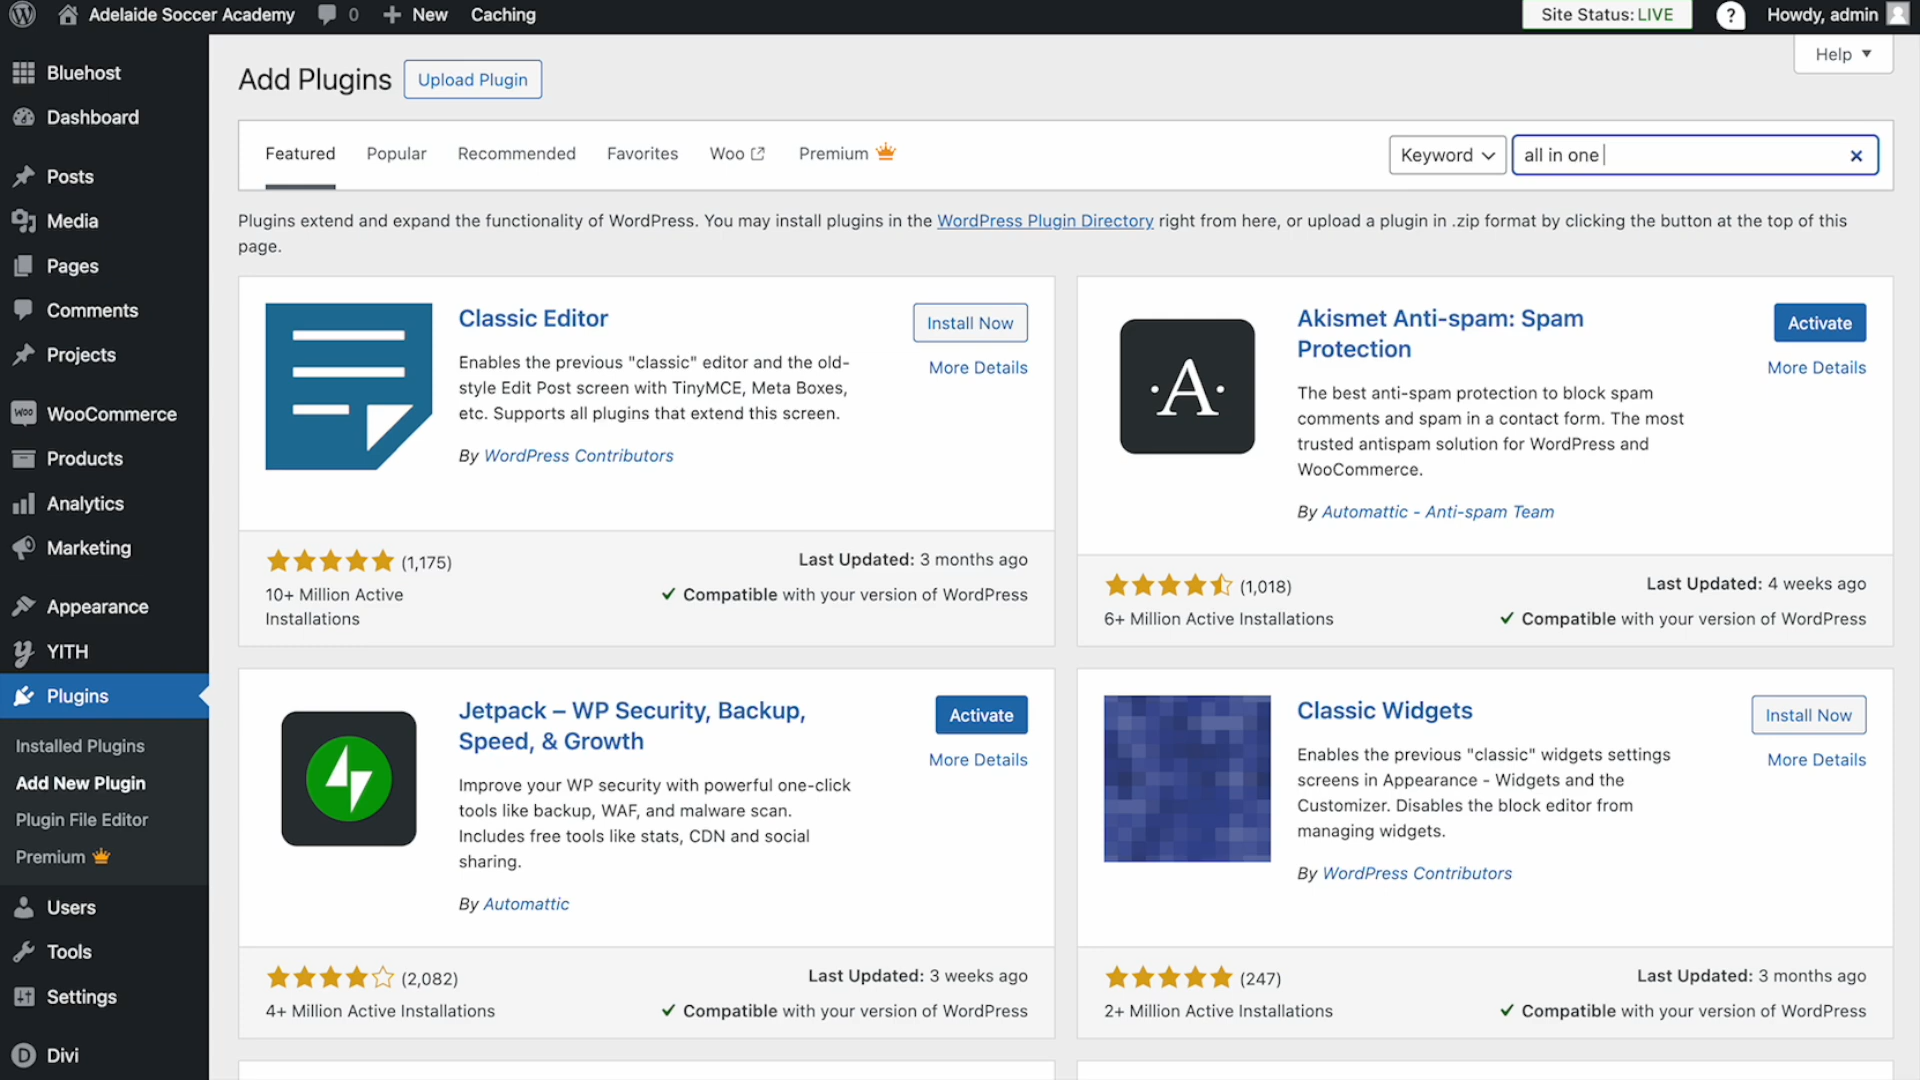 Adelaide Soccer Academy 0 New Caching Site Status: LIVE ? Howdy, admin
Help
Bluehost
Dashboard
Posts
Media
Pages
Comments
Projects
WooCommerce
Products
Analytics
Marketing
Appearance
YITH
Plugins
Installed Plugins
Add New Plugin
Plugin File Editor
Premium
Users
Tools
Settings
Divi
Add Plugins Upload Plugin
Featured Popular Recommended Favorites Woo Premium Keyword all in one
Plugins extend and expand the functionality of WordPress. You may install plugins in the WordPress Plugin Directory right from here, or upload a plugin in .zip format by clicking the button at the top of this
page.
Classic Editor
Install Now
More Details
Enables the previous "classic" editor and the old-
style Edit Post screen with TinyMCE, Meta Boxes,
etc. Supports all plugins that extend this screen.
By WordPress Contributors
(1,175)
Last Updated: 3 months ago
10+ Million Active
Installations
Compatible with your version of WordPress
A
Akismet Anti-spam: Spam
Protection
Activate
More Details
The best anti-spam protection to block spam
comments and spam in a contact form. The most
trusted antispam solution for WordPress and
WooCommerce.
By Automattic - Anti-spam Team
(1,018)
Last Updated: 4 weeks ago
6+ Million Active Installations
Compatible with your version of WordPress
Jetpack – WP Security, Backup,
Speed, & Growth
Activate
More Details
Improve your WP security with powerful one-click
tools like backup, WAF, and malware scan.
Includes free tools like stats, CDN and social
sharing.
By Automattic
(2,082)
Last Updated: 3 weeks ago
4+ Million Active Installations
Compatible with your version of WordPress
Classic Widgets
Install Now
More Details
Enables the previous "classic" widgets settings
screens in Appearance - Widgets and the
Customizer. Disables the block editor from
managing widgets.
By WordPress Contributors
(247)
Last Updated: 3 months ago
2+ Million Active Installations
Compatible with your version of WordPress